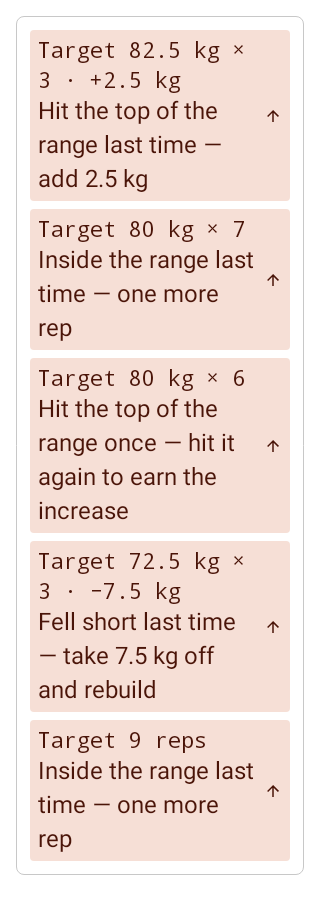 Target 82.5 kg ×
3 · +2.5 kg
Hit the top of the
range last time —
add 2.5 kg
↑
Target 80 kg × 7
Inside the range last
time — one more
rep
↑
Target 80 kg × 6
Hit the top of the
range once — hit it
again to earn the
increase
↑
Target 72.5 kg ×
3 · −7.5 kg
Fell short last time
— take 7.5 kg off
and rebuild
↑
Target 9 reps
Inside the range last
time — one more
rep
↑